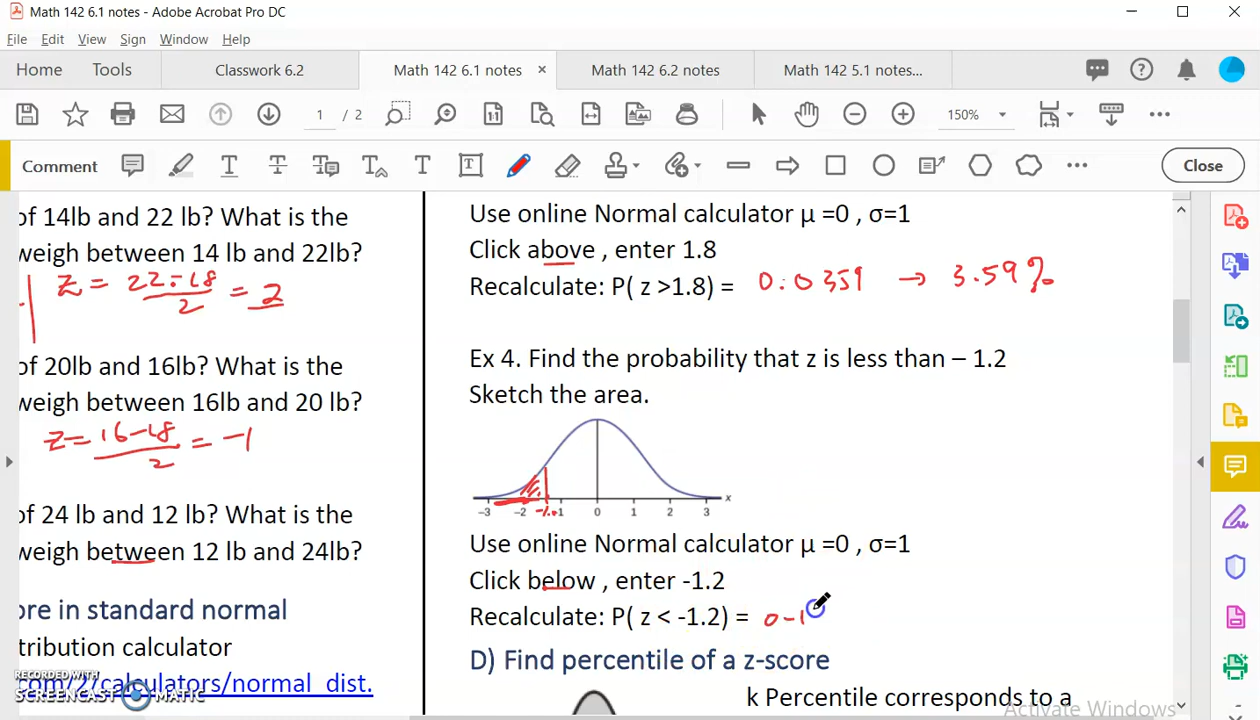 Math 142 6.1 notes - Adobe Acrobat Pro DC
File Edit View Sign Window Help
Home Tools Classwork 6.2 Math 142 6.1 notes × Math 142 6.2 notes Math 142 5.1 notes...
1 / 2 150%
Comment Close
of 14lb and 22 lb? What is the
weigh between 14 lb and 22lb?
z = 22-18 / 2 = 2
of 20lb and 16lb? What is the
weigh between 16lb and 20 lb?
z = 16-18 / 2 = -1
of 24 lb and 12 lb? What is the
weigh between 12 lb and 24lb?
ore in standard normal
tribution calculator
com/27calculators/normal_dist.
RECORDED WITH
SCREENCAST MATIC
Use online Normal calculator μ =0 , σ=1
Click above , enter 1.8
Recalculate: P( z >1.8) = 0.0359 → 3.59%
Ex 4. Find the probability that z is less than – 1.2
Sketch the area.
-3 -2 -1 0 1 2 3 x
Use online Normal calculator μ =0 , σ=1
Click below , enter -1.2
Recalculate: P( z < -1.2) = 0-1
D) Find percentile of a z-score
k Percentile corresponds to a
Activate Windows